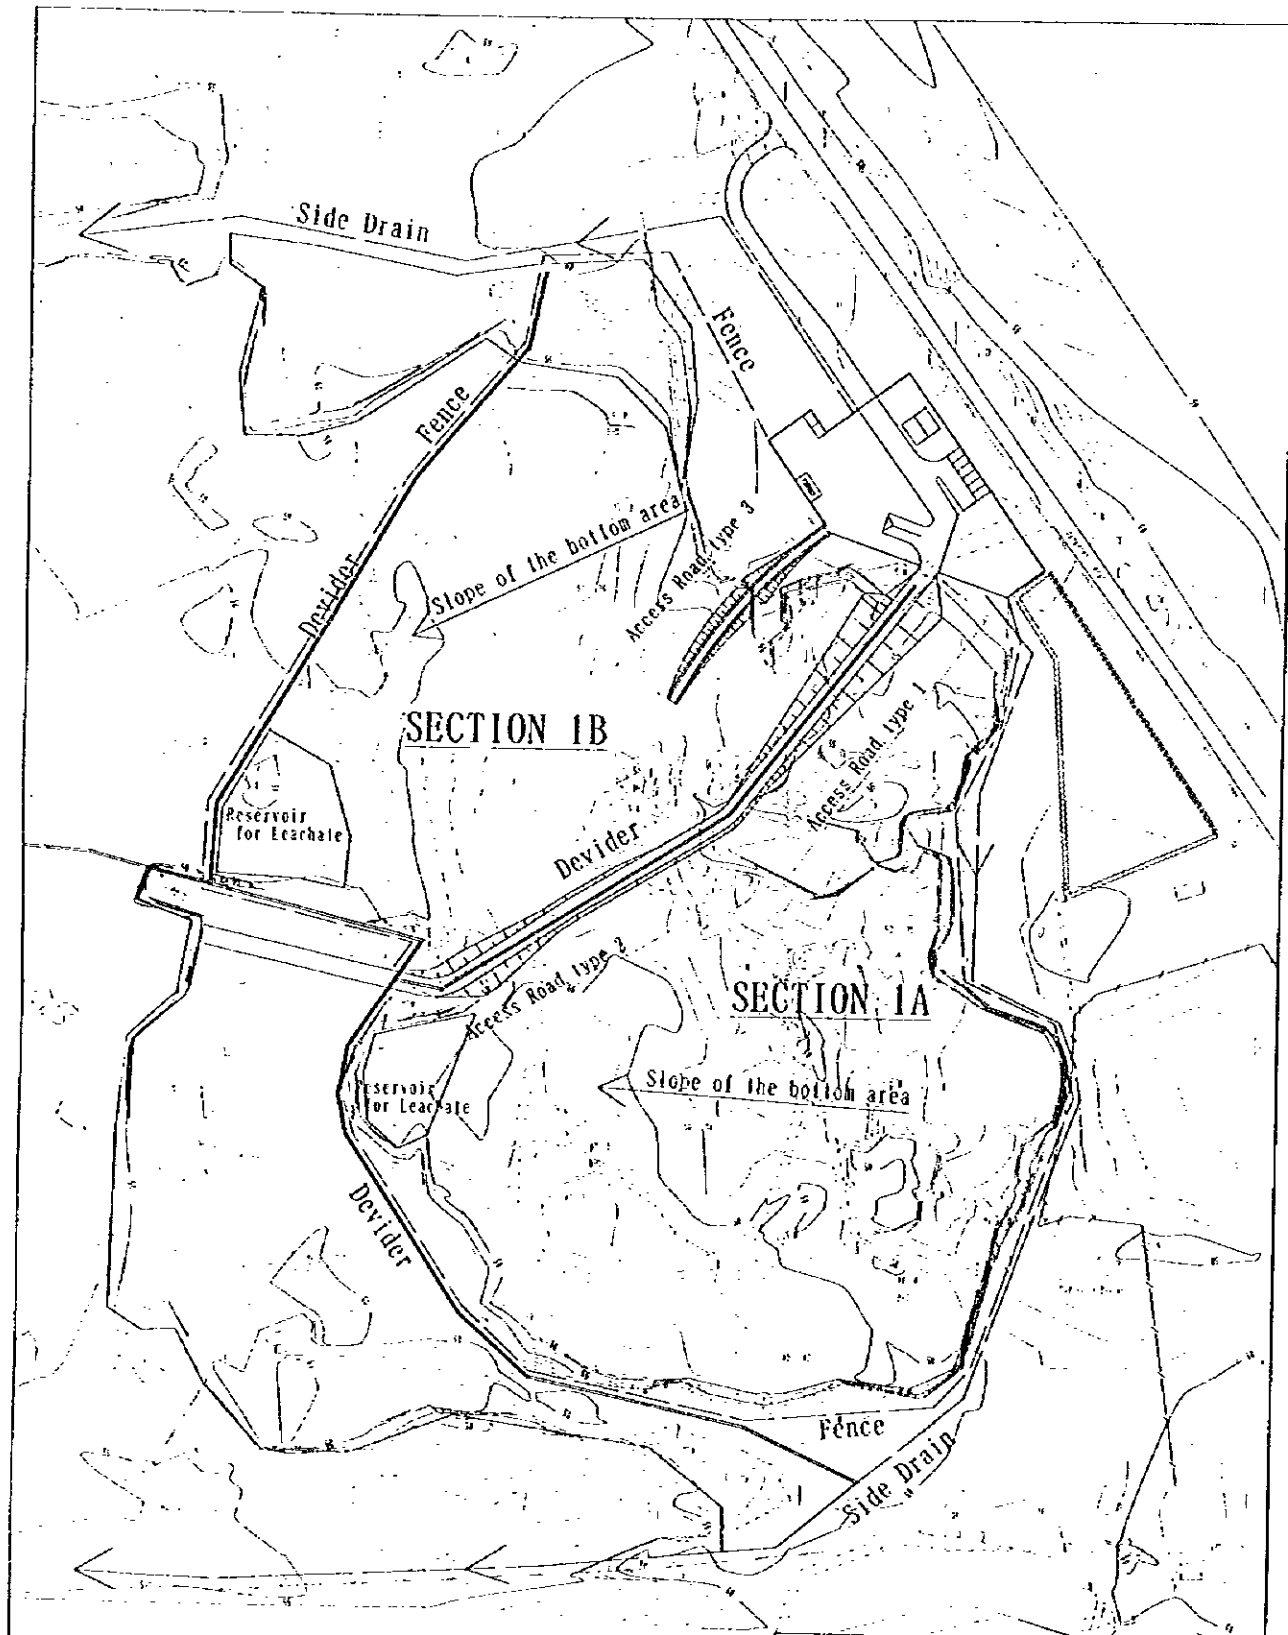 Side Drain
Fence
Fence
Slope of the bottom area
Access Road type 3
Devider
SECTION 1B
Access Road type 1
Reservoir
for Leachate
Devider
Access Road type 2
SECTION 1A
Slope of the bottom area
eservoir
for Leachate
Devider
Fence
Side Drain